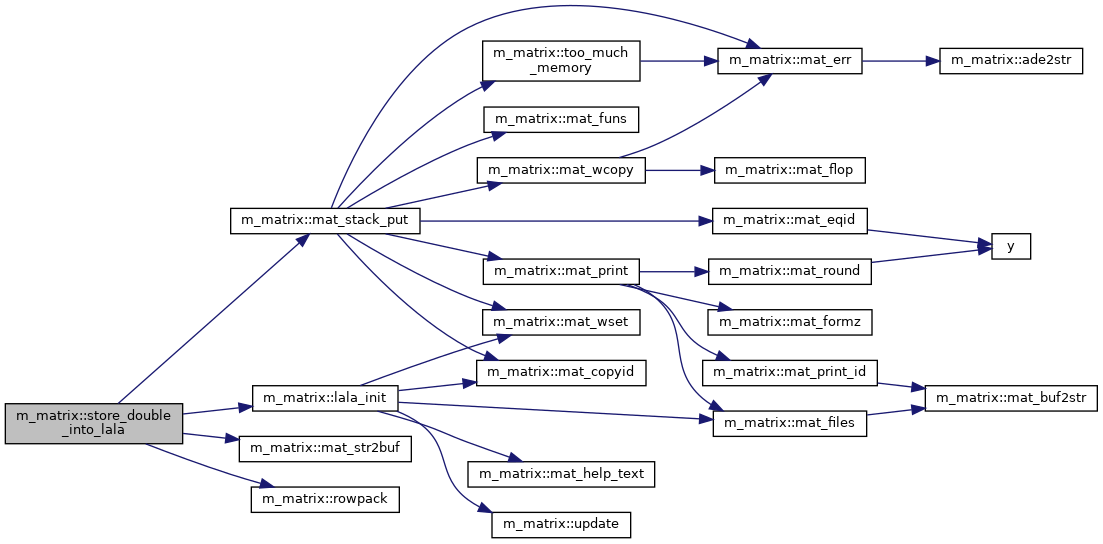 m_matrix::too_much
_memory
m_matrix::mat_err
m_matrix::ade2str
m_matrix::mat_funs
m_matrix::mat_wcopy
m_matrix::mat_flop
m_matrix::mat_stack_put
m_matrix::mat_eqid
y
m_matrix::mat_print
m_matrix::mat_round
m_matrix::mat_wset
m_matrix::mat_formz
m_matrix::mat_copyid
m_matrix::mat_print_id
m_matrix::lala_init
m_matrix::mat_buf2str
m_matrix::store_double
_into_lala
m_matrix::mat_files
m_matrix::mat_str2buf
m_matrix::mat_help_text
m_matrix::rowpack
m_matrix::update